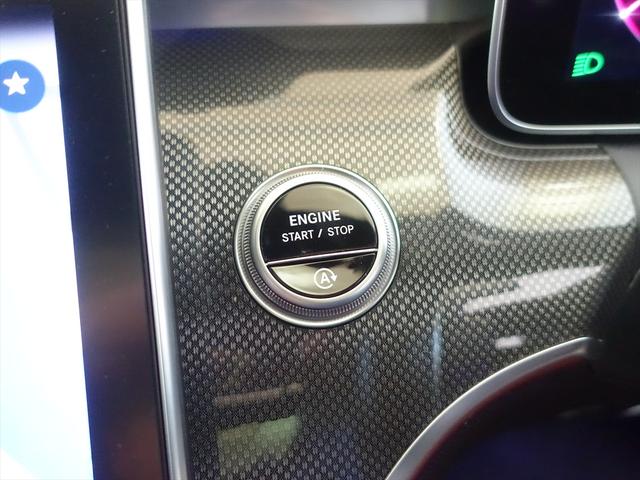 ENGINE
START / STOP
A